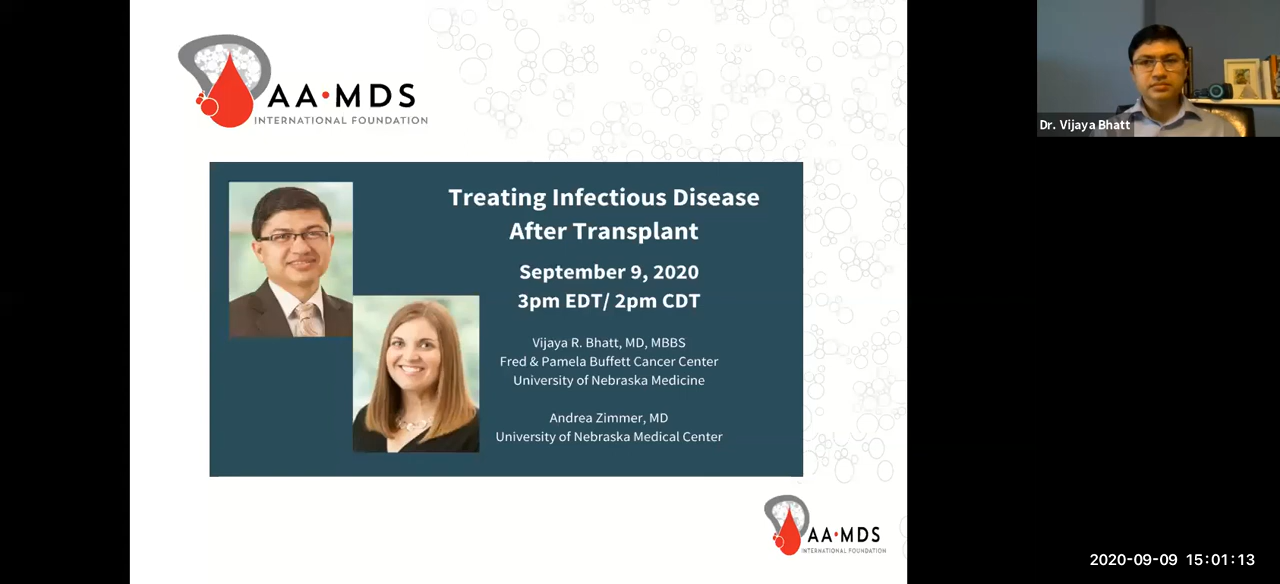 AA•MDS
INTERNATIONAL FOUNDATION
Dr. Vijaya Bhatt
Treating Infectious Disease
After Transplant
September 9, 2020
3pm EDT/ 2pm CDT
Vijaya R. Bhatt, MD, MBBS
Fred & Pamela Buffett Cancer Center
University of Nebraska Medicine
Andrea Zimmer, MD
University of Nebraska Medical Center
AA•MDS
INTERNATIONAL FOUNDATION
2020-09-09 15:01:13